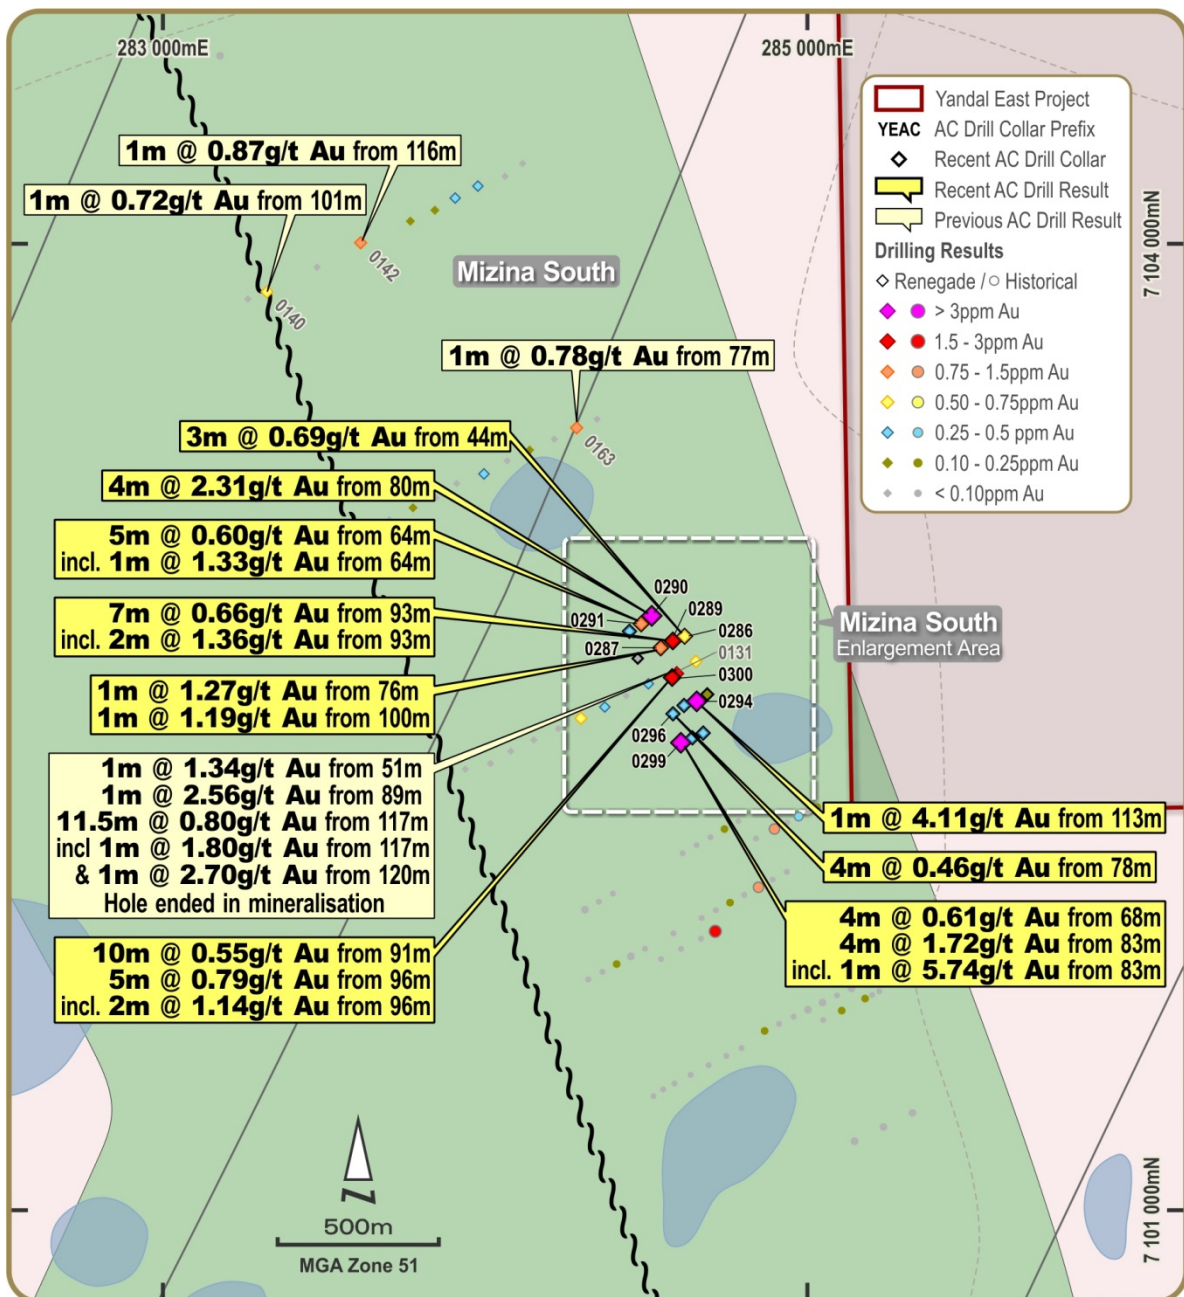 283 000mE
285 000mE
7 104 000mN
7 101 000mN
Yandal East Project
YEAC AC Drill Collar Prefix
Recent AC Drill Collar
Recent AC Drill Result
Previous AC Drill Result
Drilling Results
Renegade / Historical
> 3ppm Au
1.5 - 3ppm Au
0.75 - 1.5ppm Au
0.50 - 0.75ppm Au
0.25 - 0.5 ppm Au
0.10 - 0.25ppm Au
< 0.10ppm Au
1m @ 0.87g/t Au from 116m
1m @ 0.72g/t Au from 101m
0142
0140
Mizina South
1m @ 0.78g/t Au from 77m
0163
3m @ 0.69g/t Au from 44m
4m @ 2.31g/t Au from 80m
5m @ 0.60g/t Au from 64m
incl. 1m @ 1.33g/t Au from 64m
7m @ 0.66g/t Au from 93m
incl. 2m @ 1.36g/t Au from 93m
1m @ 1.27g/t Au from 76m
1m @ 1.19g/t Au from 100m
1m @ 1.34g/t Au from 51m
1m @ 2.56g/t Au from 89m
11.5m @ 0.80g/t Au from 117m
incl 1m @ 1.80g/t Au from 117m
& 1m @ 2.70g/t Au from 120m
Hole ended in mineralisation
10m @ 0.55g/t Au from 91m
5m @ 0.79g/t Au from 96m
incl. 2m @ 1.14g/t Au from 96m
0290
0289
0291
0286
0287
0131
0300
0294
0296
0299
Mizina South
Enlargement Area
1m @ 4.11g/t Au from 113m
4m @ 0.46g/t Au from 78m
4m @ 0.61g/t Au from 68m
4m @ 1.72g/t Au from 83m
incl. 1m @ 5.74g/t Au from 83m
N
500m
MGA Zone 51